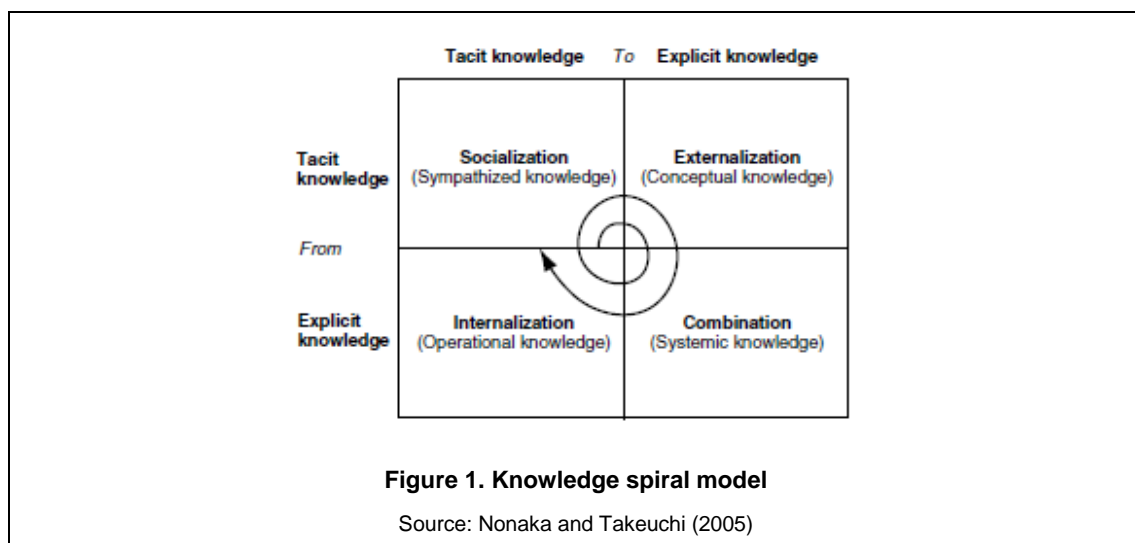 Tacit knowledge To Explicit knowledge
Tacit
knowledge
Socialization
(Sympathized knowledge)
Externalization
(Conceptual knowledge)
From
Explicit
knowledge
Internalization
(Operational knowledge)
Combination
(Systemic knowledge)
Figure 1. Knowledge spiral model
Source: Nonaka and Takeuchi (2005)